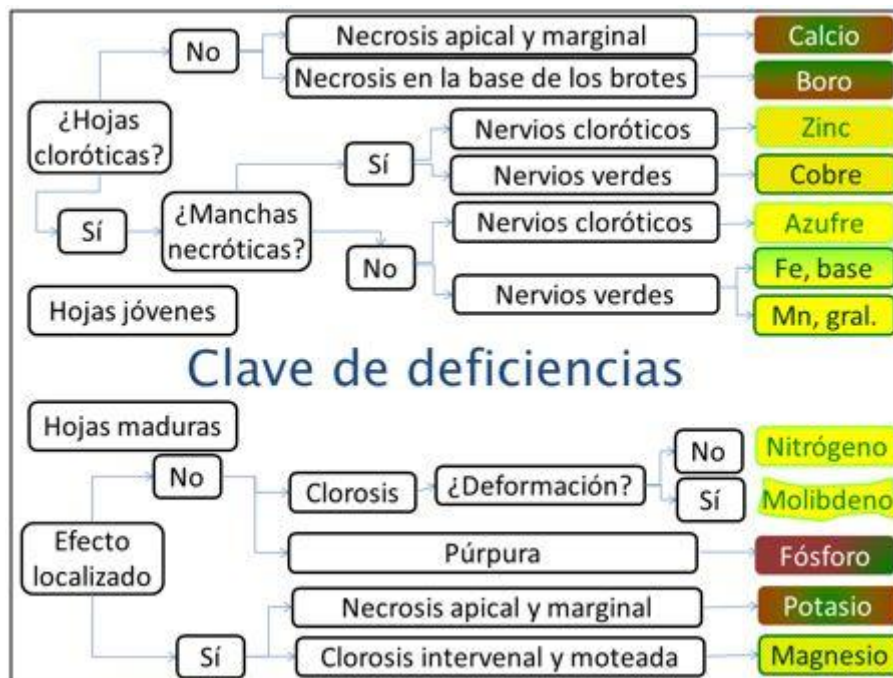 No
Necrosis apical y marginal
Calcio
Necrosis en la base de los brotes
Boro
¿Hojas
cloróticas?
Sí
¿Manchas
necróticas?
Sí
Nervios cloróticos
Zinc
Nervios verdes
Cobre
No
Nervios cloróticos
Azufre
Nervios verdes
Fe, base
Mn, gral.
Hojas jóvenes
Clave de deficiencias
Hojas maduras
Efecto
localizado
No
Clorosis
¿Deformación?
No
Nitrógeno
Sí
Molibdeno
Púrpura
Fósforo
Sí
Necrosis apical y marginal
Potasio
Clorosis intervenal y moteada
Magnesio